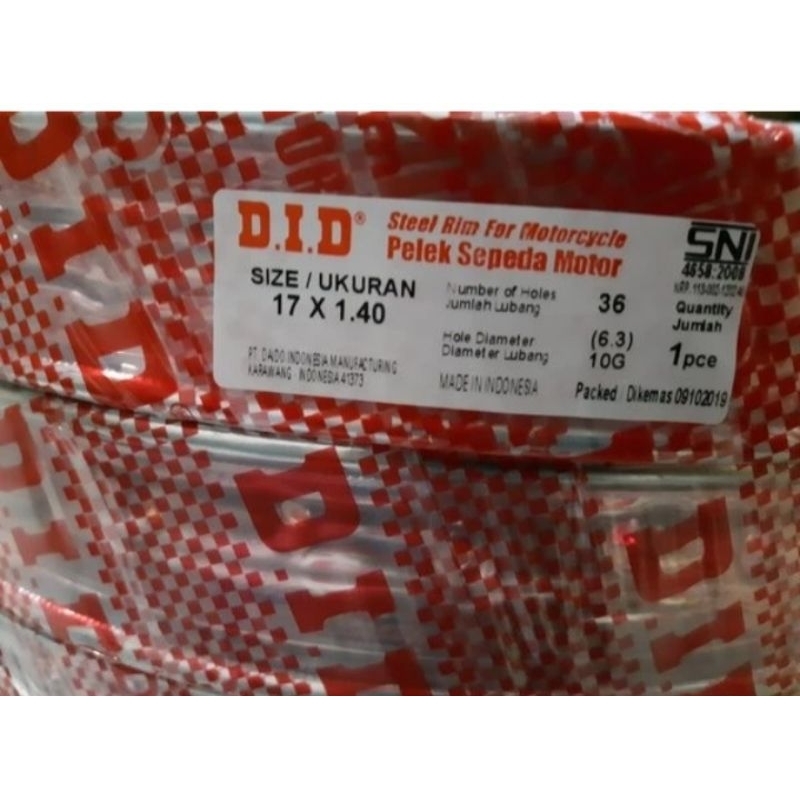 D.I.D®
Steel Rim For Motorcycle
Pelek Sepeda Motor
SNI
4658:2008
SIZE / UKURAN
17 X 1.40
Number of Holes
Jumlah Lubang
36
Quantity
Jumlah
1 pce
Hole Diameter
Diameter Lubang
(6.3)
10G
PT. DAIDO INDONESIA MANUFACTURING
KARAWANG - INDONESIA 41373
MADE IN INDONESIA
Packed / Dikemas 09102019
D.I.D
D.I.D
D.I.D